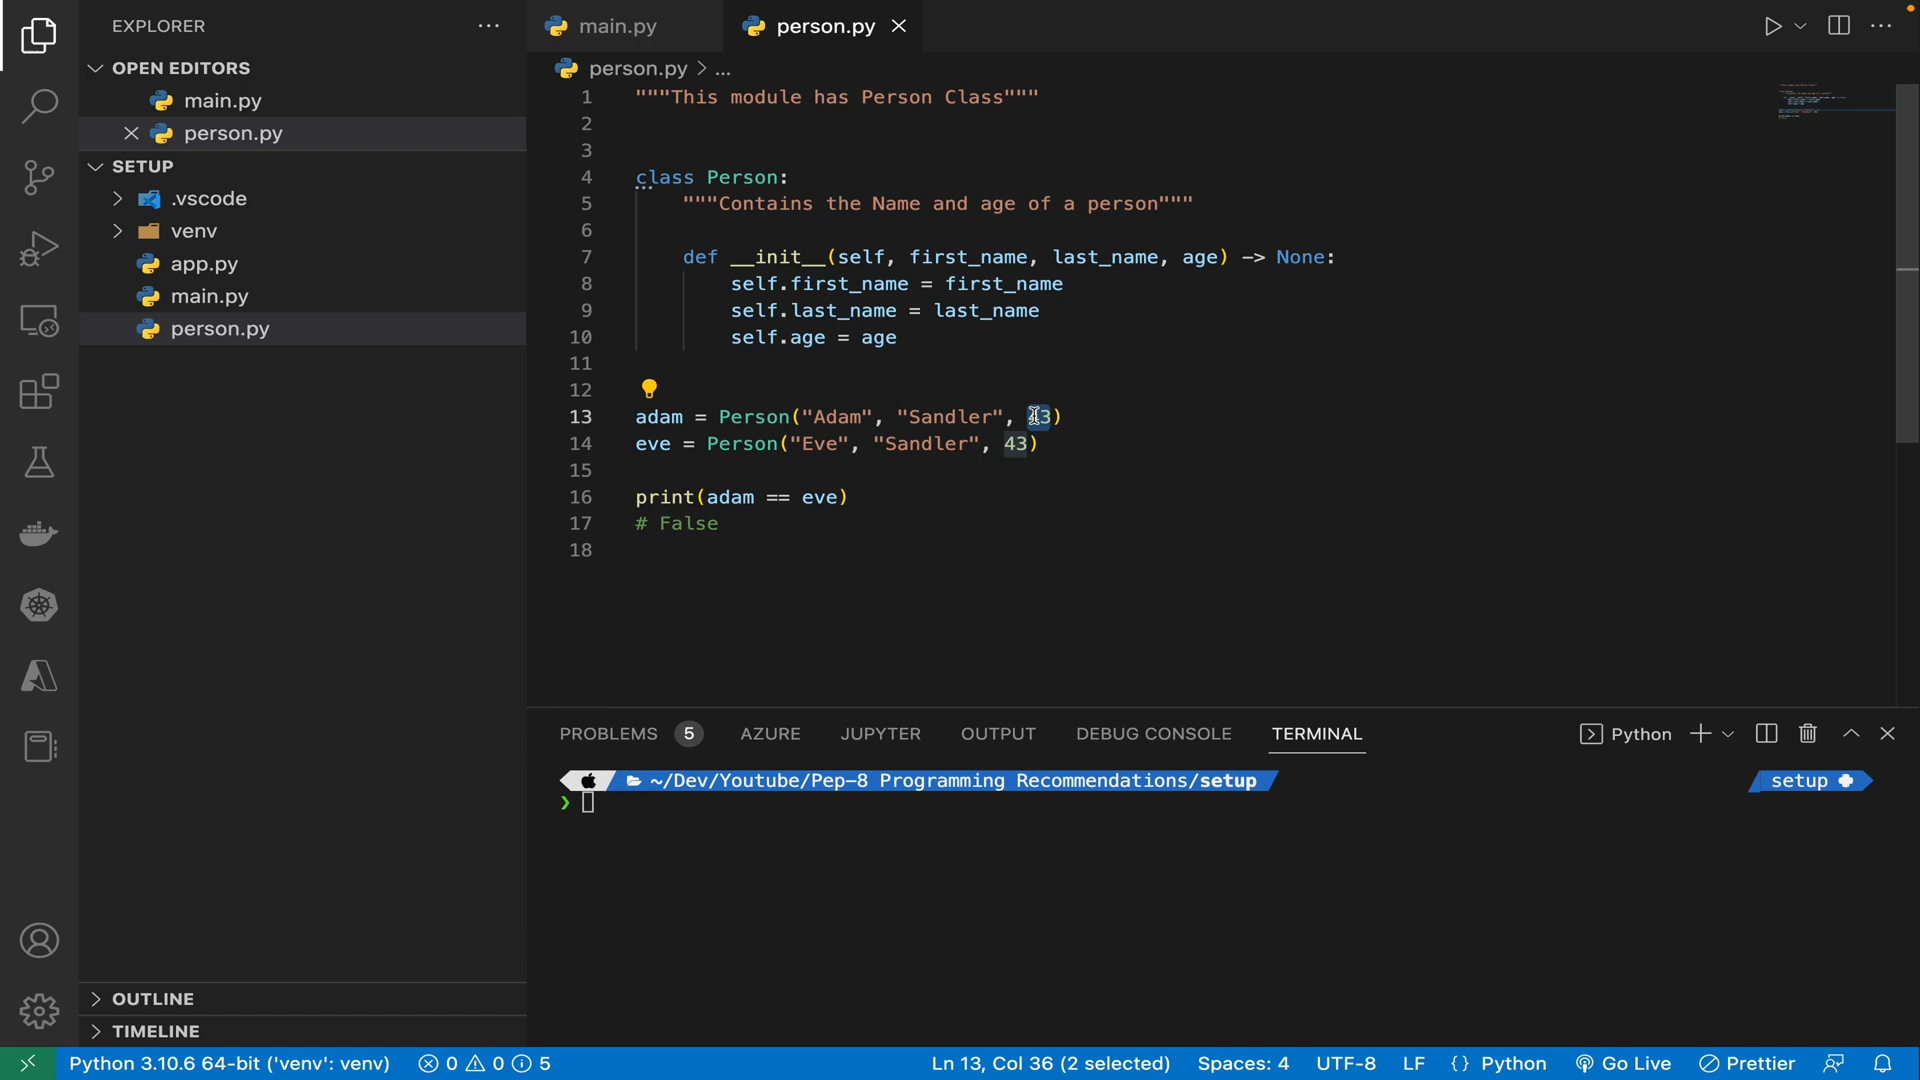 EXPLORER
OPEN EDITORS
main.py
person.py
SETUP
.vscode
venv
app.py
main.py
person.py
OUTLINE
TIMELINE
main.py
person.py
person.py > ...
1 """This module has Person Class"""
2
3
4 class Person:
5 """Contains the Name and age of a person"""
6
7 def __init__(self, first_name, last_name, age) -> None:
8 self.first_name = first_name
9 self.last_name = last_name
10 self.age = age
11
12
13 adam = Person("Adam", "Sandler", 43)
14 eve = Person("Eve", "Sandler", 43)
15
16 print(adam == eve)
17 # False
18
PROBLEMS 5 AZURE JUPYTER OUTPUT DEBUG CONSOLE TERMINAL Python
~/Dev/Youtube/Pep-8 Programming Recommendations/setup setup
❯
Python 3.10.6 64-bit ('venv': venv) 0 0 5 Ln 13, Col 36 (2 selected) Spaces: 4 UTF-8 LF {} Python Go Live Prettier